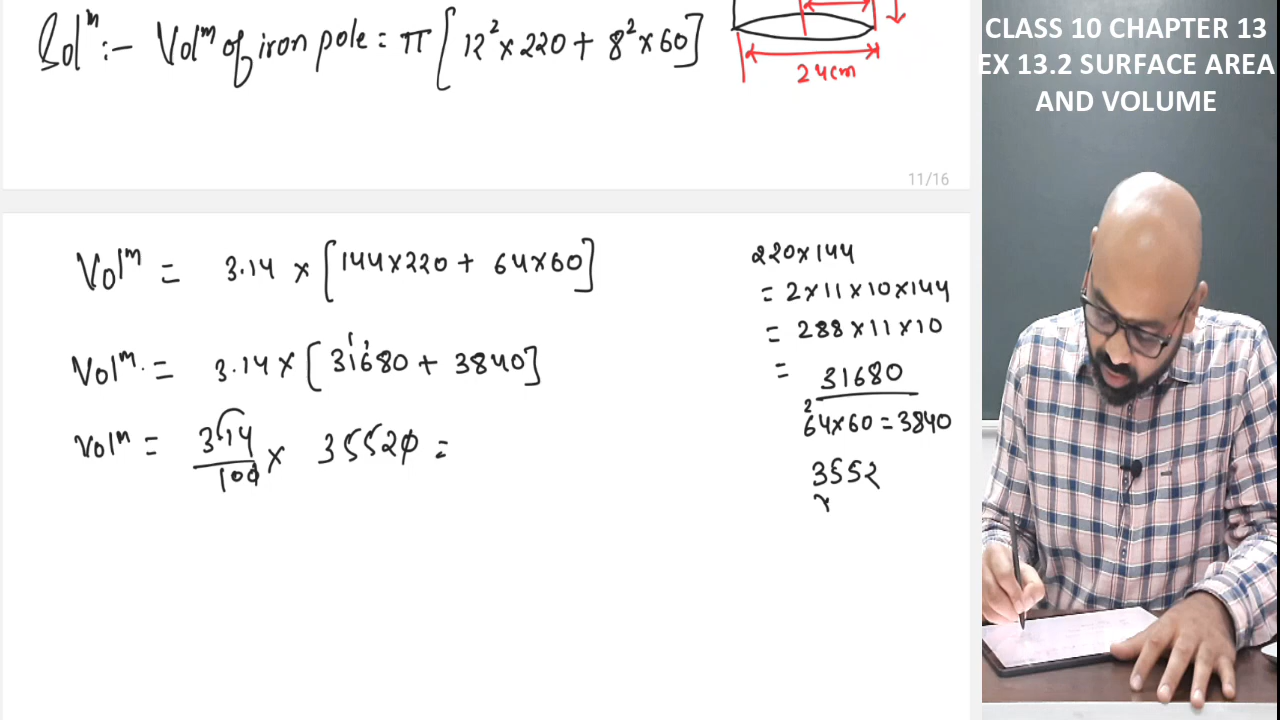 Solⁿ :- Volᵐ of iron pole = π [ 12² × 220 + 8² × 60 ]
24cm
11/16
CLASS 10 CHAPTER 13
EX 13.2 SURFACE AREA
AND VOLUME
Volᵐ = 3.14 × [ 144 × 220 + 64 × 60 ]
Volᵐ. = 3.14 × [ 31680 + 3840 ]
Volᵐ = 314/100 × 35520 =
220 × 144
= 2 × 11 × 10 × 144
= 288 × 11 × 10
= 31680
64 × 60 = 3840
3552
×